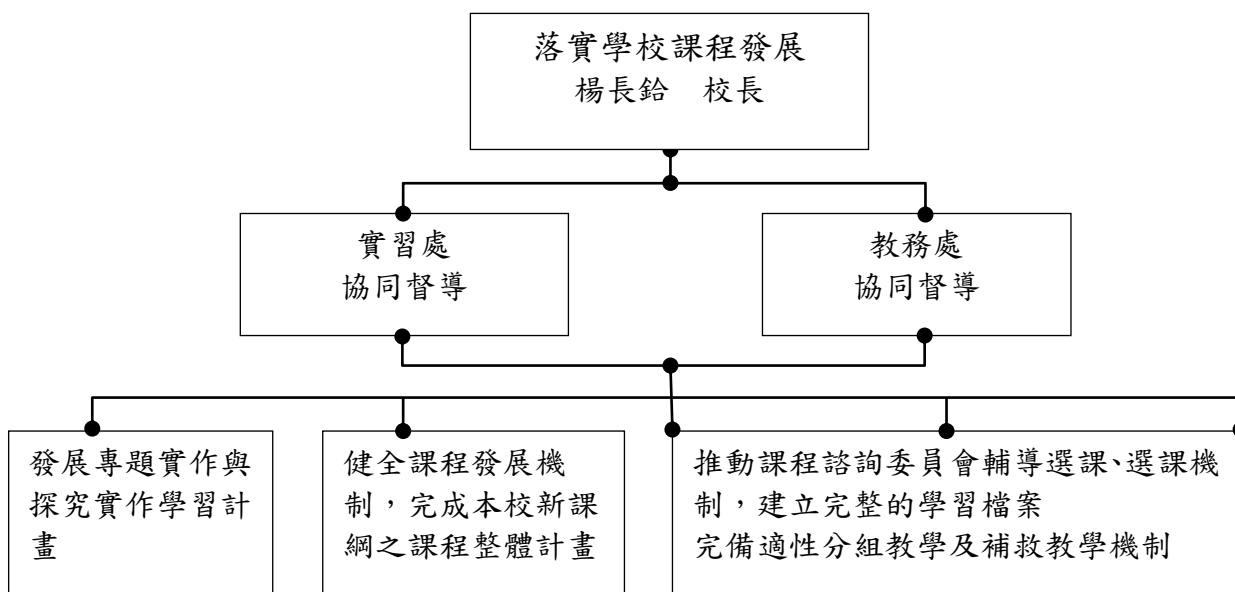 落實學校課程發展
楊長鉿　校長
實習處
協同督導
教務處
協同督導
發展專題實作與
探究實作學習計
畫
健全課程發展機
制，完成本校新課
綱之課程整體計畫
推動課程諮詢委員會輔導選課、選課機
制，建立完整的學習檔案
完備適性分組教學及補救教學機制